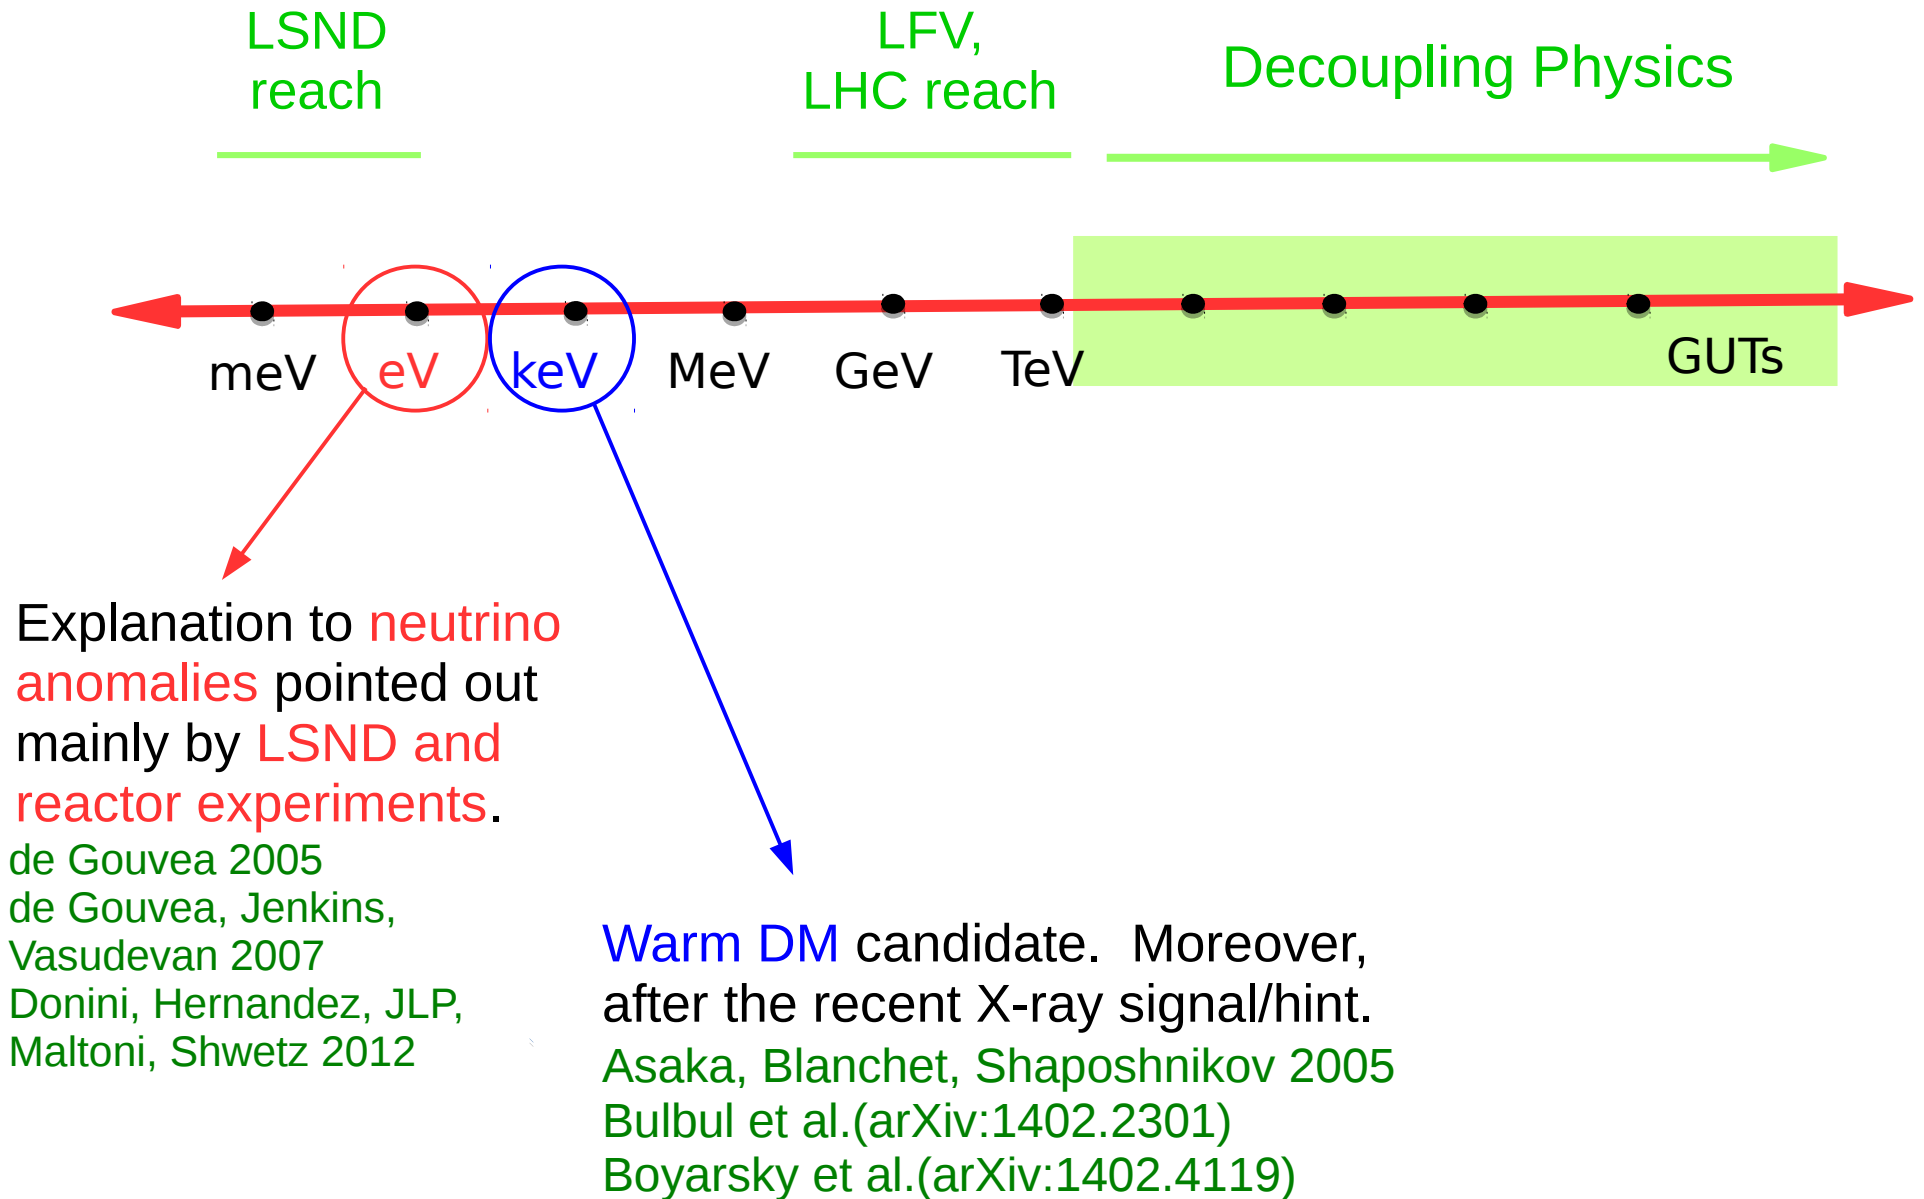 LSND
reach
LFV,
LHC reach
Decoupling Physics
meV
eV
keV
MeV
GeV
TeV
GUTs
Explanation to neutrino
anomalies pointed out
mainly by LSND and
reactor experiments.
de Gouvea 2005
de Gouvea, Jenkins,
Vasudevan 2007
Donini, Hernandez, JLP,
Maltoni, Shwetz 2012
Warm DM candidate.  Moreover,
after the recent X-ray signal/hint.
Asaka, Blanchet, Shaposhnikov 2005
Bulbul et al.(arXiv:1402.2301)
Boyarsky et al.(arXiv:1402.4119)